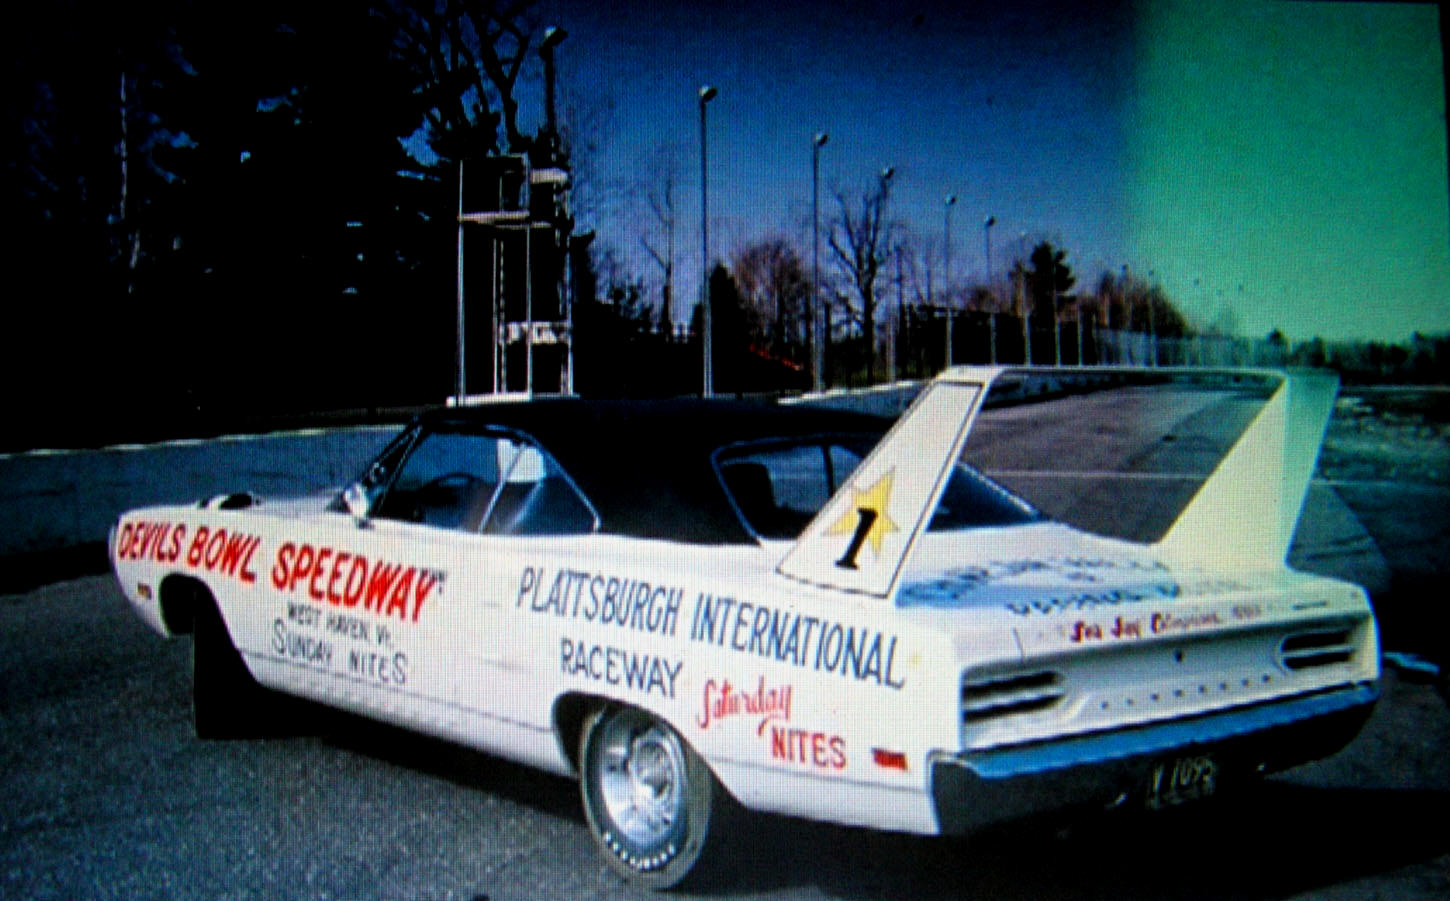 DEVILS BOWL SPEEDWAY
WEST HAVEN, Vt.
SUNDAY NITES
PLATTSBURGH INTERNATIONAL
RACEWAY
Saturday
NITES
1